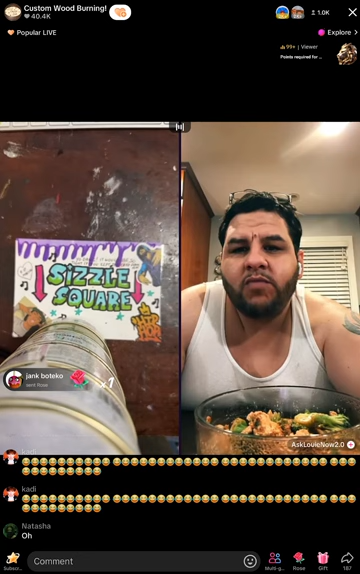 Custom Wood Burning!
40.4K
1.0K
Popular LIVE
Explore >
99+ | Viewer
Points required for ...
SiZZLE
SQUARE
jank boteko
sent Rose
x1
AskLouieNow2.0
kadi
Natasha
Oh
Subscr...
Comment
Multi-g...
Rose
Gift
187